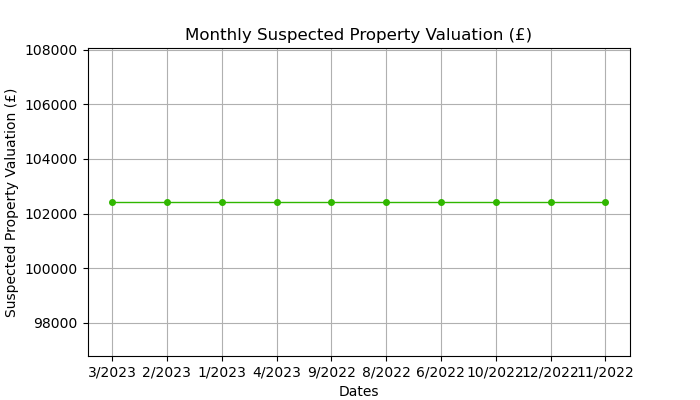 Monthly Suspected Property Valuation (£)
Suspected Property Valuation (£)
108000
106000
104000
102000
100000
98000
3/2023 2/2023 1/2023 4/2023 9/2022 8/2022 6/2022 10/2022 12/2022 11/2022
Dates